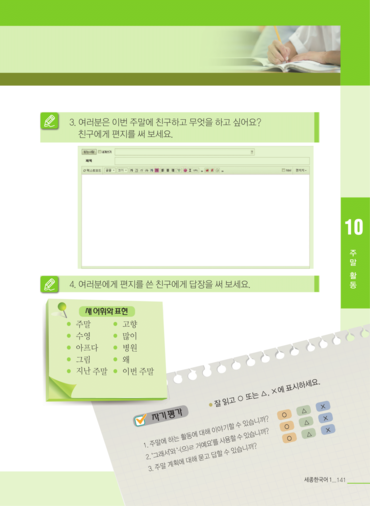 3. 여러분은 이번 주말에 친구하고 무엇을 하고 싶어요?
친구에게 편지를 써 보세요.
10
주말 활동
4. 여러분에게 편지를 쓴 친구에게 답장을 써 보세요.
새 어휘와 표현
주말
고향
수영
많이
아프다
병원
그림
왜
지난 주말
이번 주말
자기평가
잘 읽고 ○ 또는 △, ×에 표시하세요.
1. 주말에 하는 활동에 대해 이야기할 수 있습니까?
○ △ ×
2. '그래서'와 '-(으)ㄹ 거예요'를 사용할 수 있습니까?
○ △ ×
3. 주말 계획에 대해 묻고 답할 수 있습니까?
○ △ ×
세종한국어 1_ 141